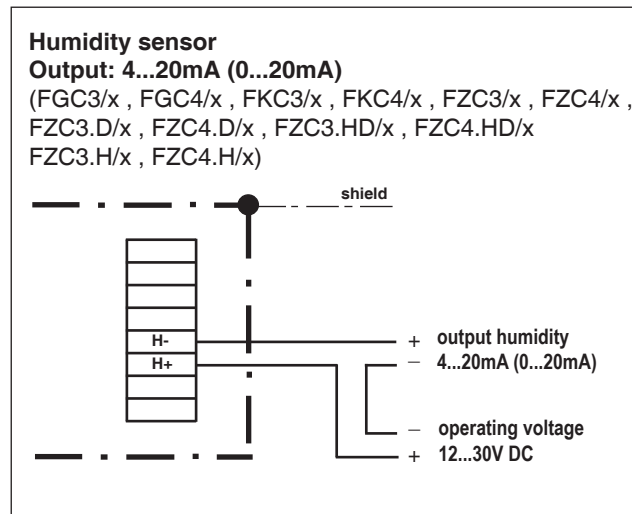 Humidity sensor
Output: 4...20mA (0...20mA)
(FGC3/x , FGC4/x , FKC3/x , FKC4/x , FZC3/x , FZC4/x ,
FZC3.D/x , FZC4.D/x , FZC3.HD/x , FZC4.HD/x
FZC3.H/x , FZC4.H/x)
shield
H-
H+
+ output humidity
– 4...20mA (0...20mA)
– operating voltage
+ 12...30V DC